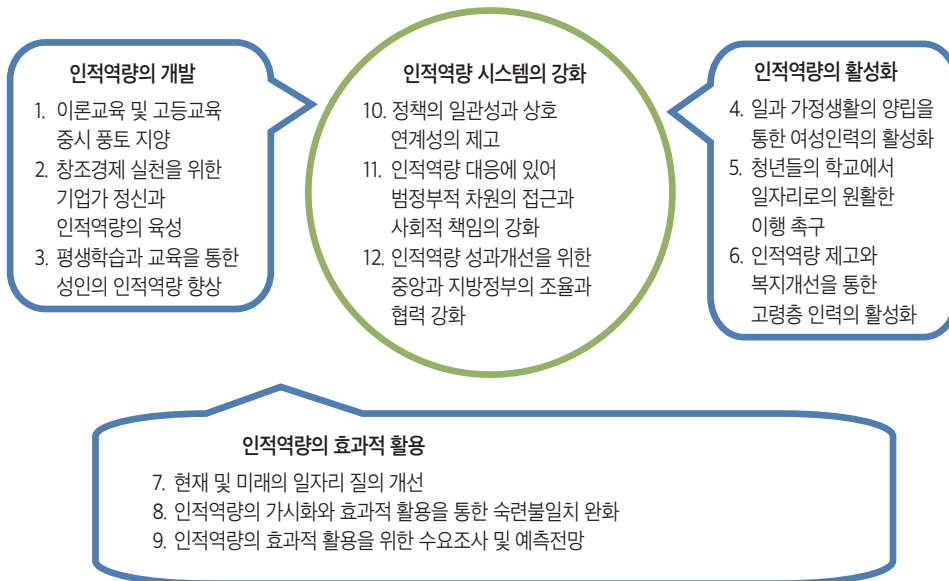 인적역량의 개발
1. 이론교육 및 고등교육
중시 풍토 지양
2. 창조경제 실천을 위한
기업가 정신과
인적역량의 육성
3. 평생학습과 교육을 통한
성인의 인적역량 향상
인적역량 시스템의 강화
10. 정책의 일관성과 상호
연계성의 제고
11. 인적역량 대응에 있어
범정부적 차원의 접근과
사회적 책임의 강화
12. 인적역량 성과개선을 위한
중앙과 지방정부의 조율과
협력 강화
인적역량의 활성화
4. 일과 가정생활의 양립을
통한 여성인력의 활성화
5. 청년들의 학교에서
일자리로의 원활한
이행 촉구
6. 인적역량 제고와
복지개선을 통한
고령층 인력의 활성화
인적역량의 효과적 활용
7. 현재 및 미래의 일자리 질의 개선
8. 인적역량의 가시화와 효과적 활용을 통한 숙련불일치 완화
9. 인적역량의 효과적 활용을 위한 수요조사 및 예측전망